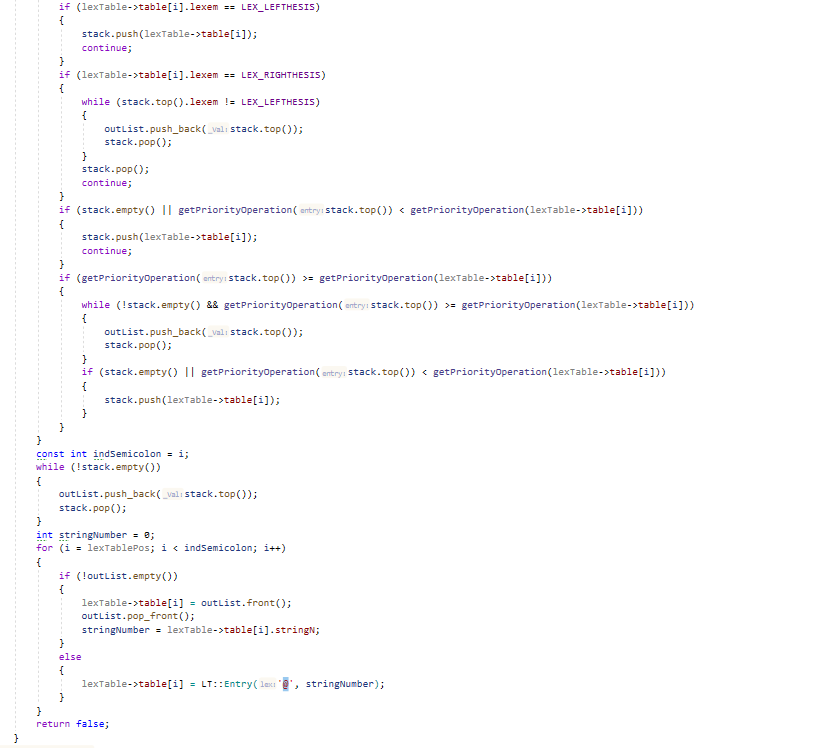 if (lexTable->table[i].lexem == LEX_LEFTHESIS)
{
stack.push(lexTable->table[i]);
continue;
}
if (lexTable->table[i].lexem == LEX_RIGHTHESIS)
{
while (stack.top().lexem != LEX_LEFTHESIS)
{
outList.push_back( _Val: stack.top());
stack.pop();
}
stack.pop();
continue;
}
if (stack.empty() || getPriorityOperation( entry: stack.top()) < getPriorityOperation(lexTable->table[i]))
{
stack.push(lexTable->table[i]);
continue;
}
if (getPriorityOperation( entry: stack.top()) >= getPriorityOperation(lexTable->table[i]))
{
while (!stack.empty() && getPriorityOperation( entry: stack.top()) >= getPriorityOperation(lexTable->table[i]))
{
outList.push_back( _Val: stack.top());
stack.pop();
}
if (stack.empty() || getPriorityOperation( entry: stack.top()) < getPriorityOperation(lexTable->table[i]))
{
stack.push(lexTable->table[i]);
}
}
}
const int indSemicolon = i;
while (!stack.empty())
{
outList.push_back( _Val: stack.top());
stack.pop();
}
int stringNumber = 0;
for (i = lexTablePos; i < indSemicolon; i++)
{
if (!outList.empty())
{
lexTable->table[i] = outList.front();
outList.pop_front();
stringNumber = lexTable->table[i].stringN;
}
else
{
lexTable->table[i] = LT::Entry( lex: '@', stringNumber);
}
}
return false;
}